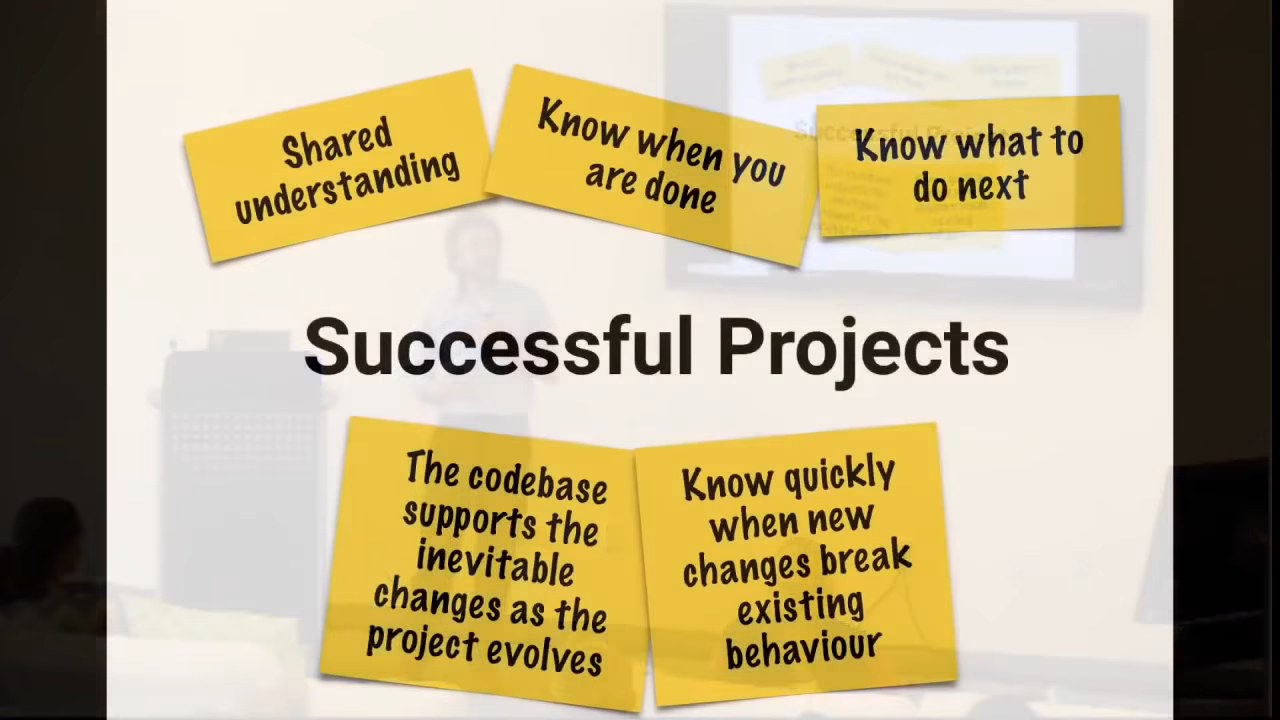 Shared
understanding
Know when you
are done
Know what to
do next
Successful Projects
The codebase
supports the
inevitable
changes as the
project evolves
Know quickly
when new
changes break
existing
behaviour